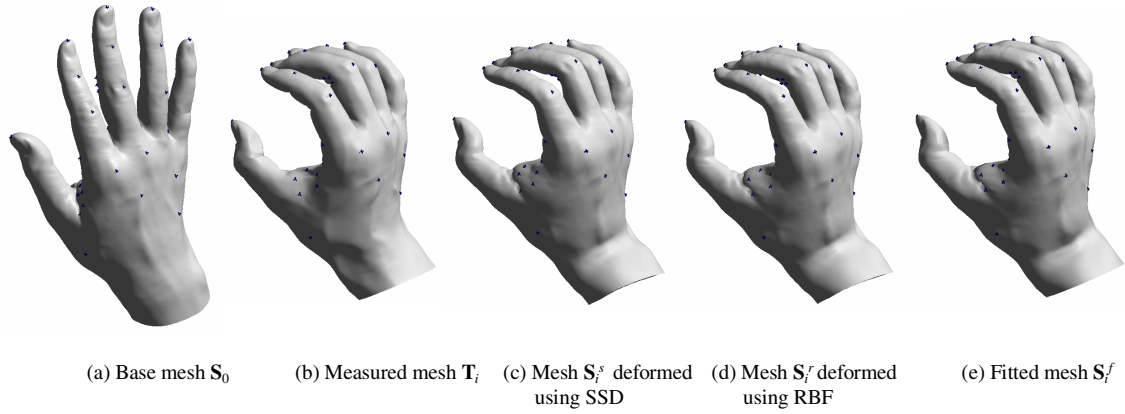 (a) Base mesh S₀
(b) Measured mesh Tᵢ
(c) Mesh Sᵢˢ deformed
using SSD
(d) Mesh Sᵢʳ deformed
using RBF
(e) Fitted mesh Sᵢᶠ